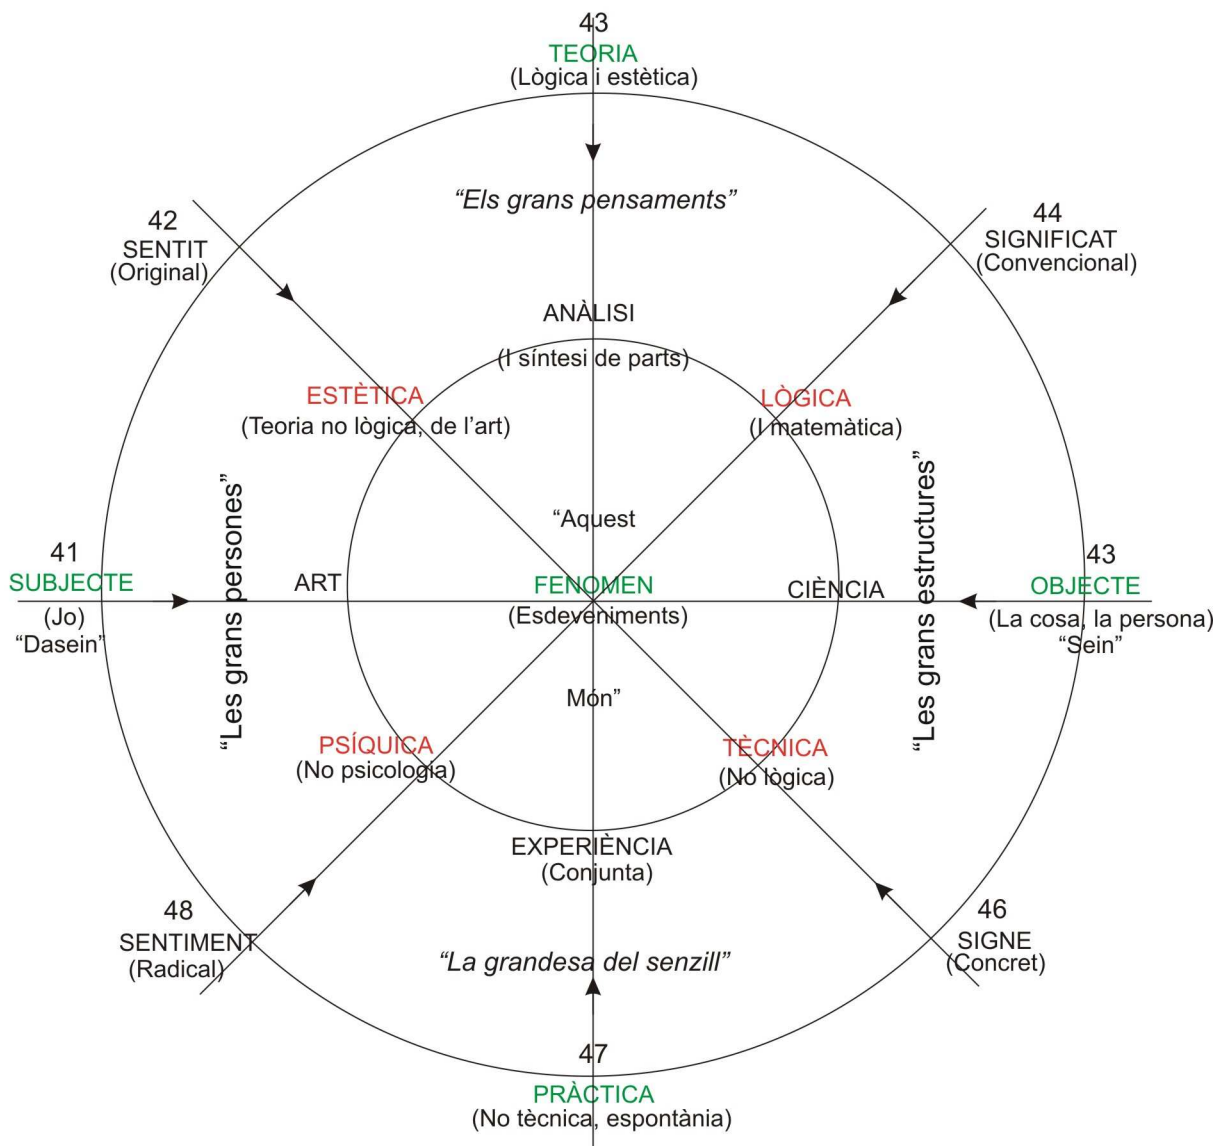 43
TEORIA
(Lògica i estètica)
“Els grans pensaments”
42
SENTIT
(Original)
44
SIGNIFICAT
(Convencional)
ANÀLISI
(I síntesi de parts)
ESTÈTICA
(Teoria no lògica, de l’art)
LÒGICA
(I matemàtica)
“Les grans persones”
“Les grans estructures”
“Aquest
41
SUBJECTE
(Jo)
“Dasein”
ART
FENOMEN
(Esdeveniments)
CIÈNCIA
43
OBJECTE
(La cosa, la persona)
“Sein”
Món”
PSÍQUICA
(No psicologia)
TÈCNICA
(No lògica)
EXPERIÈNCIA
(Conjunta)
48
SENTIMENT
(Radical)
“La grandesa del senzill”
46
SIGNE
(Concret)
47
PRÀCTICA
(No tècnica, espontània)